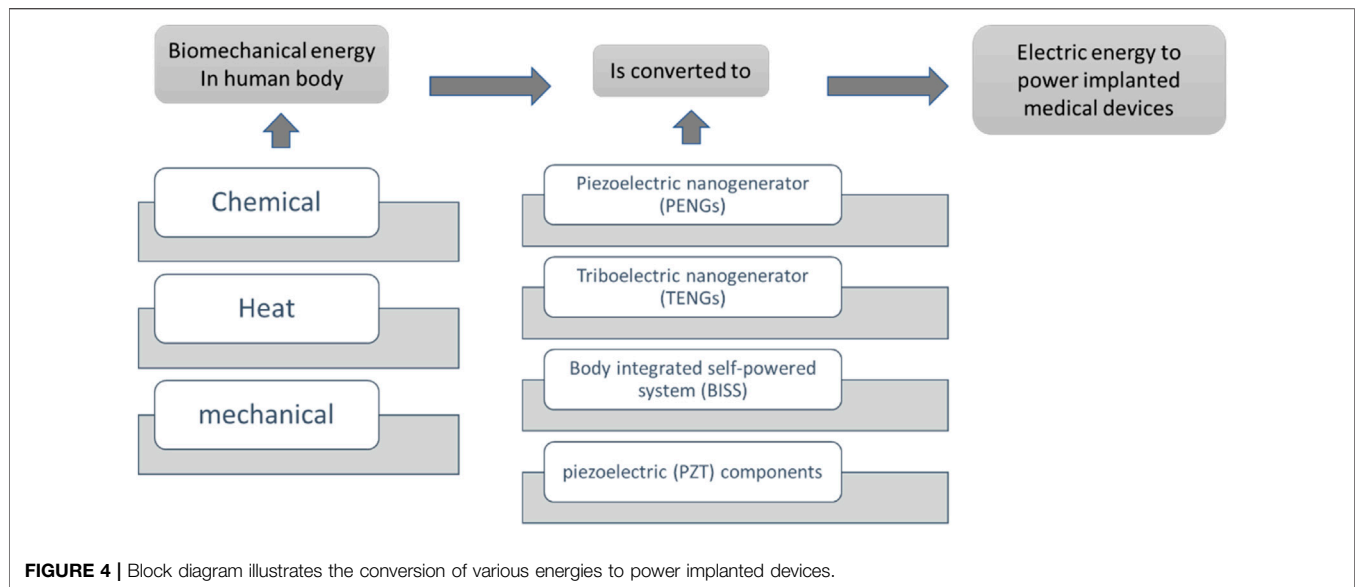 Biomechanical energy
In human body
Is converted to
Electric energy to
power implanted
medical devices
Chemical
Heat
mechanical
Piezoelectric nanogenerator
(PENGs)
Triboelectric nanogenerator
(TENGs)
Body integrated self-powered
system (BISS)
piezoelectric (PZT) components
FIGURE 4 | Block diagram illustrates the conversion of various energies to power implanted devices.